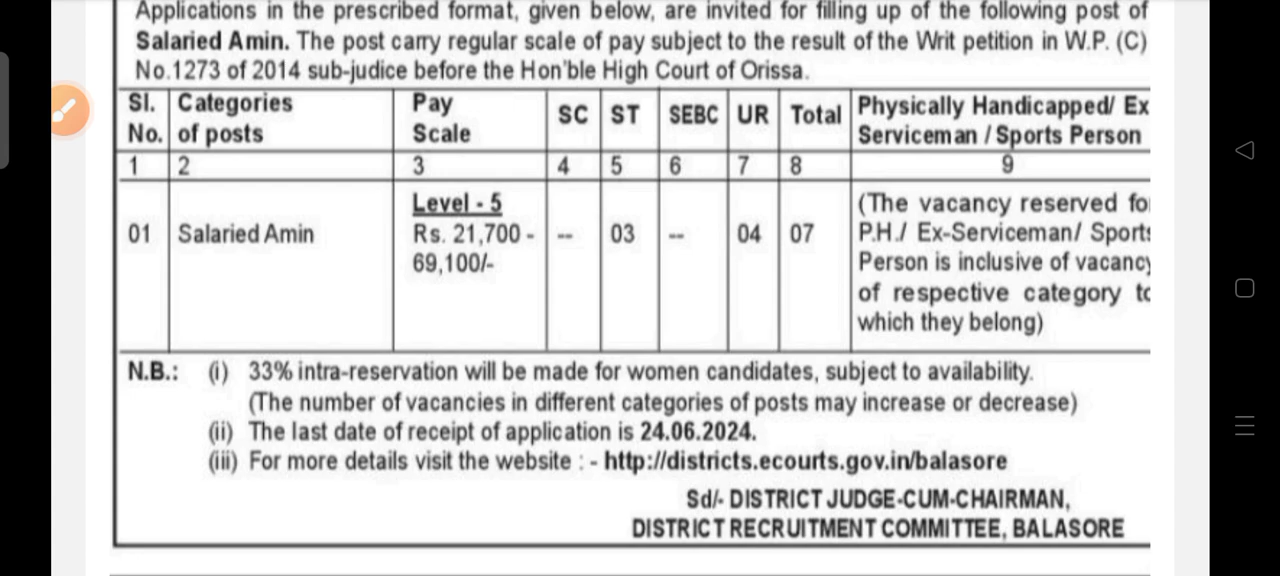 Applications in the prescribed format, given below, are invited for filling up of the following post of
Salaried Amin. The post carry regular scale of pay subject to the result of the Writ petition in W.P. (C)
No.1273 of 2014 sub-judice before the Hon'ble High Court of Orissa.
Sl. No. Categories of posts Pay Scale SC ST SEBC UR Total Physically Handicapped/ Ex Serviceman / Sports Person
1 2 3 4 5 6 7 8 9
01 Salaried Amin Level - 5 Rs. 21,700 - 69,100/- -- 03 -- 04 07 (The vacancy reserved for P.H./ Ex-Serviceman/ Sports Person is inclusive of vacancy of respective category to which they belong)
N.B.: (i) 33% intra-reservation will be made for women candidates, subject to availability.
(The number of vacancies in different categories of posts may increase or decrease)
(ii) The last date of receipt of application is 24.06.2024.
(iii) For more details visit the website : - http://districts.ecourts.gov.in/balasore
Sd/- DISTRICT JUDGE-CUM-CHAIRMAN,
DISTRICT RECRUITMENT COMMITTEE, BALASORE